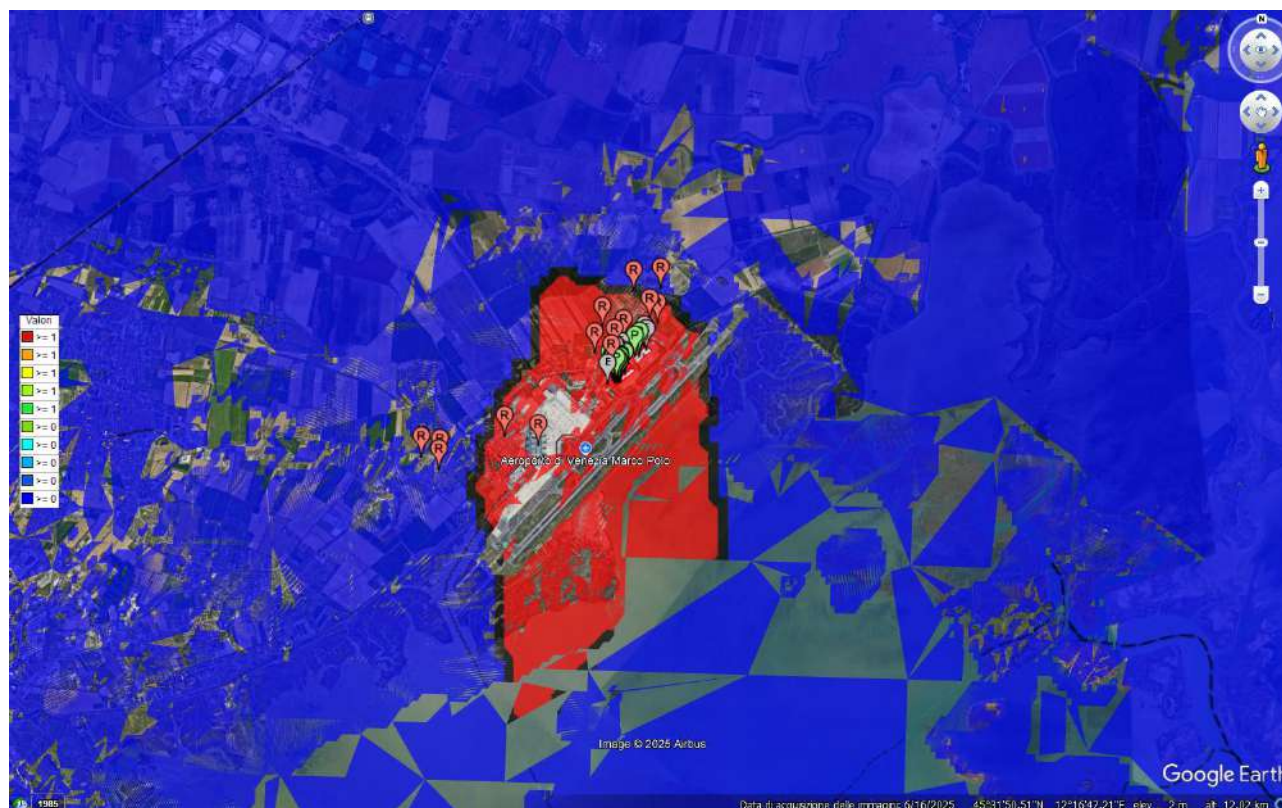 N
Valori
>= 1
>= 1
>= 1
>= 1
>= 1
>= 0
>= 0
>= 0
>= 0
>= 0
R
R
R
R
R
R
R
P
R
P
E
R
R
R
R
R
Aeroporto di Venezia Marco Polo
Image © 2025 Airbus
Google Earth
1985
Data di acquisizione delle immagini: 6/16/2025 45°31'50.51"N 12°16'47.21"E elev 2 m alt 12.02 km